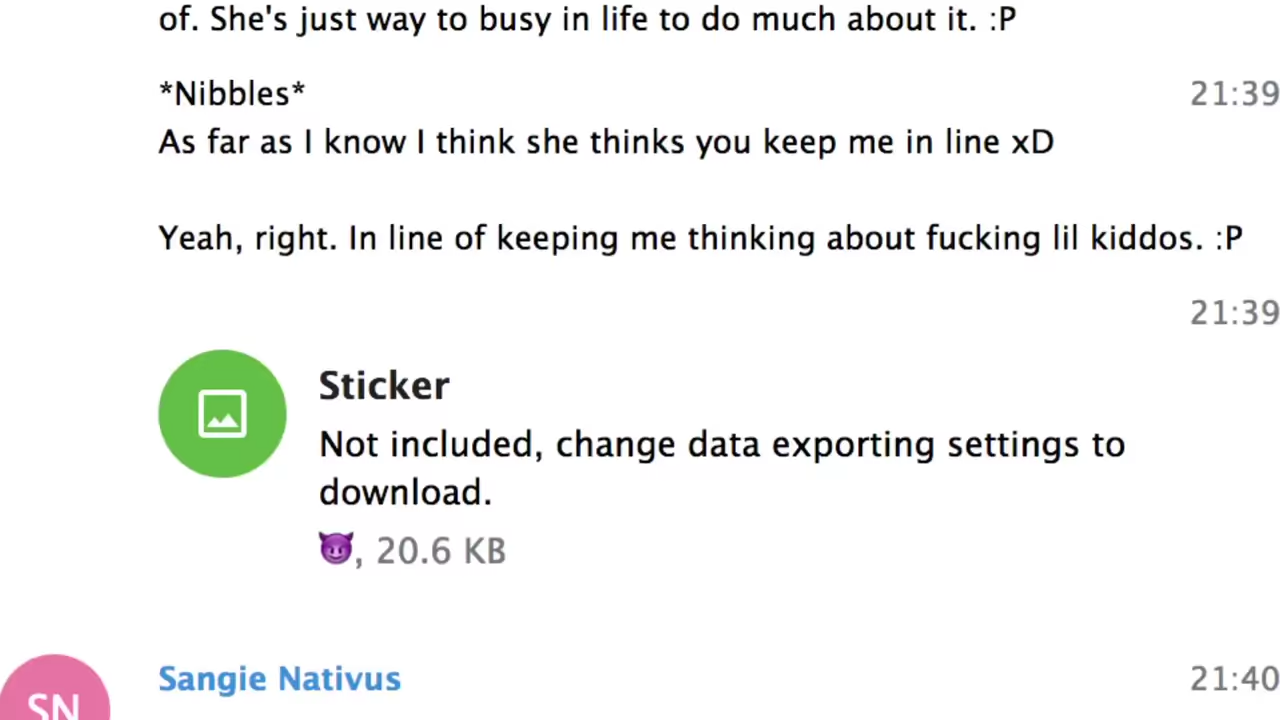 of. She's just way to busy in life to do much about it. :P
*Nibbles* 21:39
As far as I know I think she thinks you keep me in line xD
Yeah, right. In line of keeping me thinking about fucking lil kiddos. :P
21:39
Sticker
Not included, change data exporting settings to
download.
😈, 20.6 KB
Sangie Nativus 21:40
SN